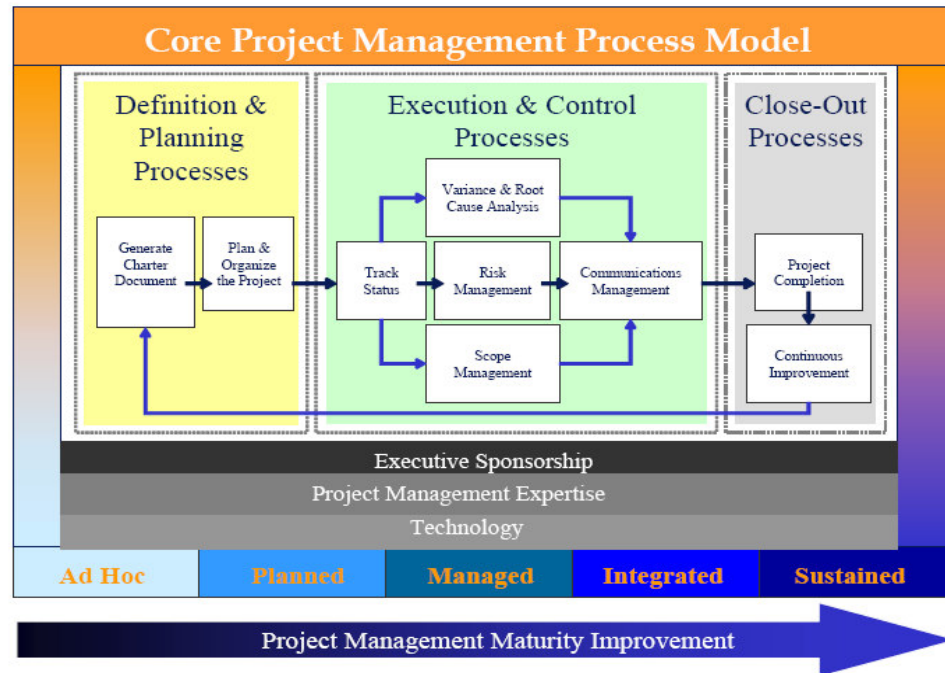 Core Project Management Process Model
Definition &
Planning
Processes
Generate
Charter
Document
Plan &
Organize
the Project
Execution & Control
Processes
Variance & Root
Cause Analysis
Track
Status
Risk
Management
Communications
Management
Scope
Management
Close-Out
Processes
Project
Completion
Continuous
Improvement
Executive Sponsorship
Project Management Expertise
Technology
Ad Hoc
Planned
Managed
Integrated
Sustained
Project Management Maturity Improvement